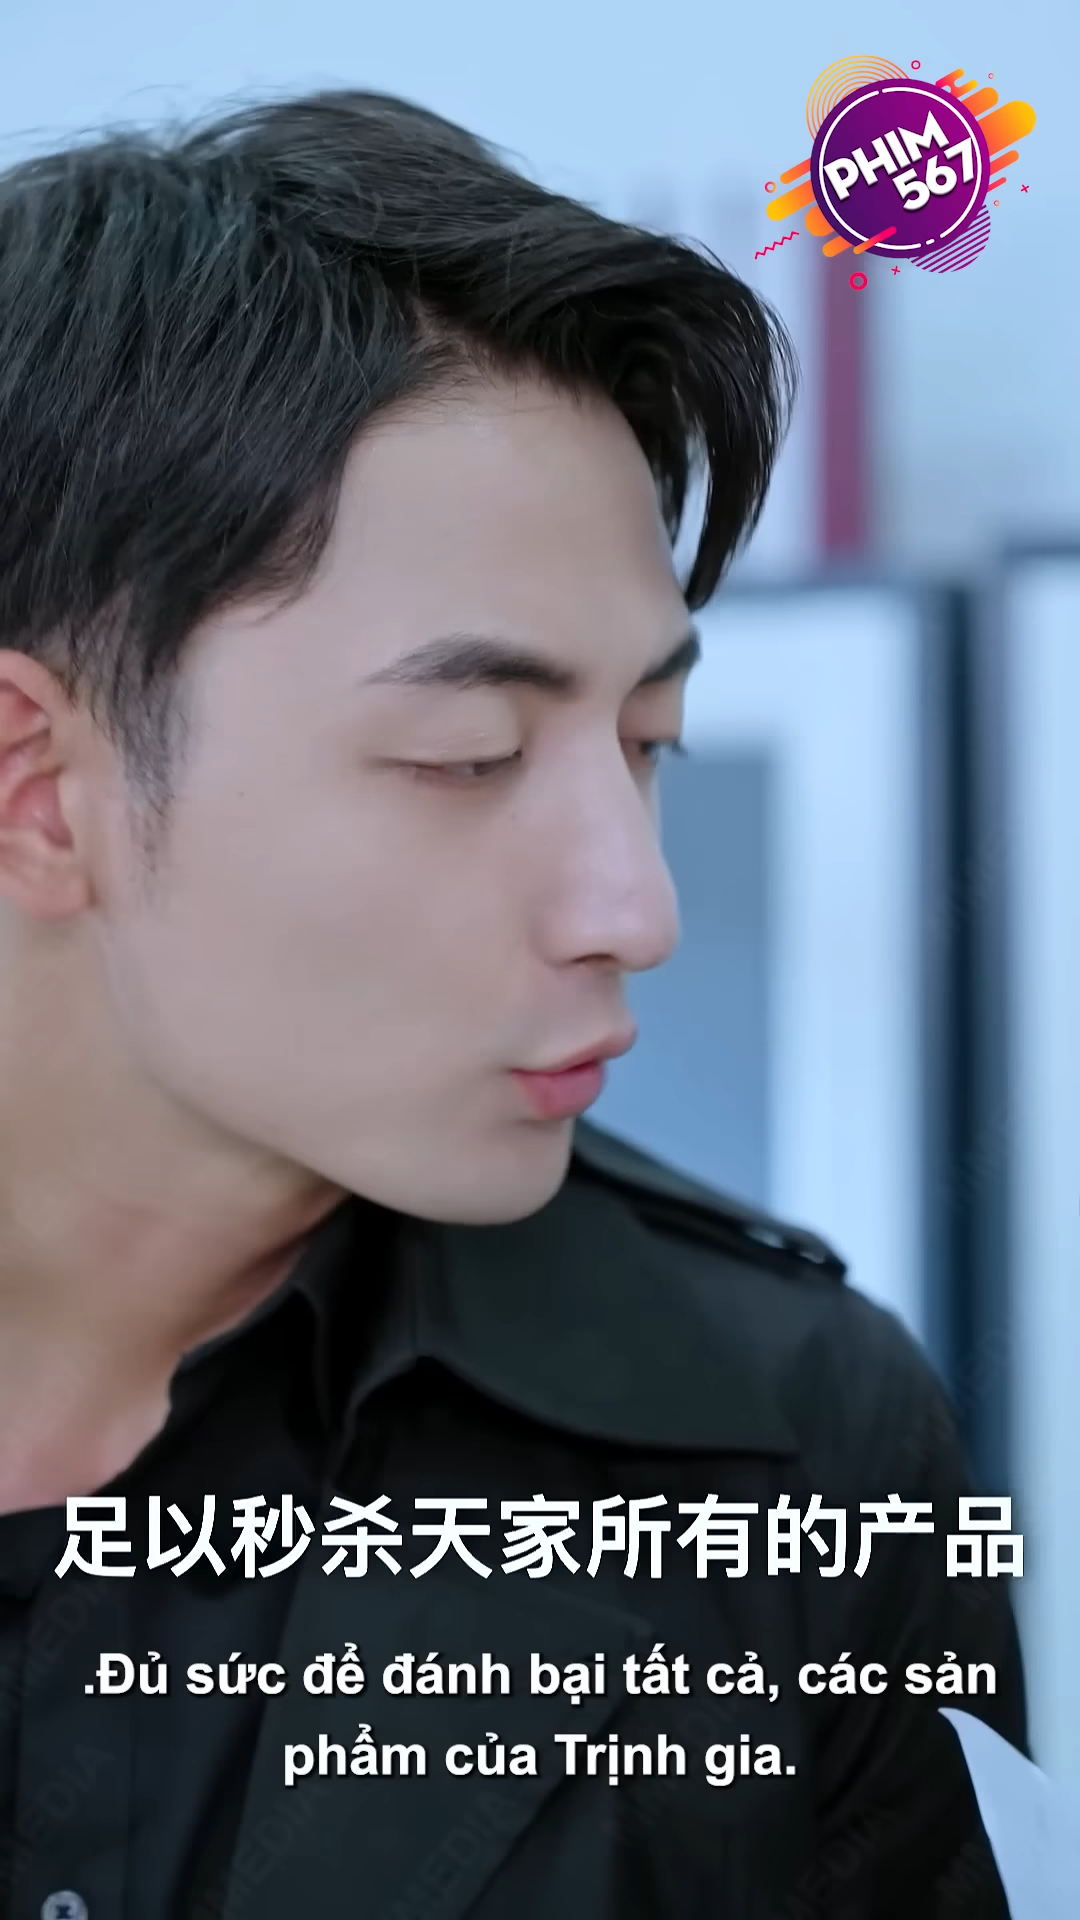 PHIM
567
足以秒杀天家所有的产品
.Đủ sức để đánh bại tất cả, các sản
phẩm của Trịnh gia.